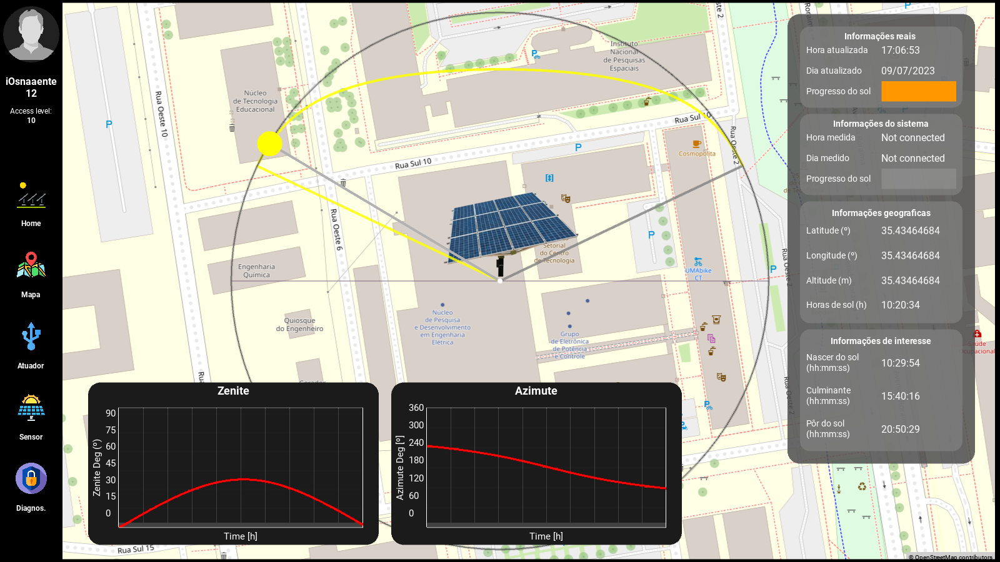 iOsnaaente
12
Access level:
10
Home
Mapa
Atuador
Sensor
Diagnos.
Rua Oeste 10
P
Núcleo
de Tecnologia
Educacional
Instituto
Nacional
de Pesquisas
Espaciais
Rua Sul 10
Rua Sul 10
P
Cosmopolita
Rua Oeste 2
Rua Oeste 6
Engenharia
Química
Setorial
do Centro
de Tecnologia
P
UMAbike
CT
P
Rua Oeste 2
Quiosque
do Engenheiro
Núcleo
de Pesquisa
e Desenvolvimento
em Engenharia
Elétrica
Grupo
de Eletrônica
de Potência
e Controle
Rua Oeste 2
Rua Sul 15
Zenite
Zenite Deg (º)
90
75
60
45
30
15
0
Time [h]
Azimute
Azimute Deg [º]
360
300
240
180
120
60
0
Time [h]
Informações reais
Hora atualizada 17:06:53
Dia atualizado 09/07/2023
Progresso do sol
Informações do sistema
Hora medida Not connected
Dia medido Not connected
Progresso do sol
Informações geograficas
Latitude (º) 35.43464684
Longitude (º) 35.43464684
Altitude (m) 35.43464684
Horas de sol (h) 10:20:34
Informações de interesse
Nascer do sol
(hh:mm:ss) 10:29:54
Culminante
(hh:mm:ss) 15:40:16
Pôr do sol
(hh:mm:ss) 20:50:29
© OpenStreetMap contributors